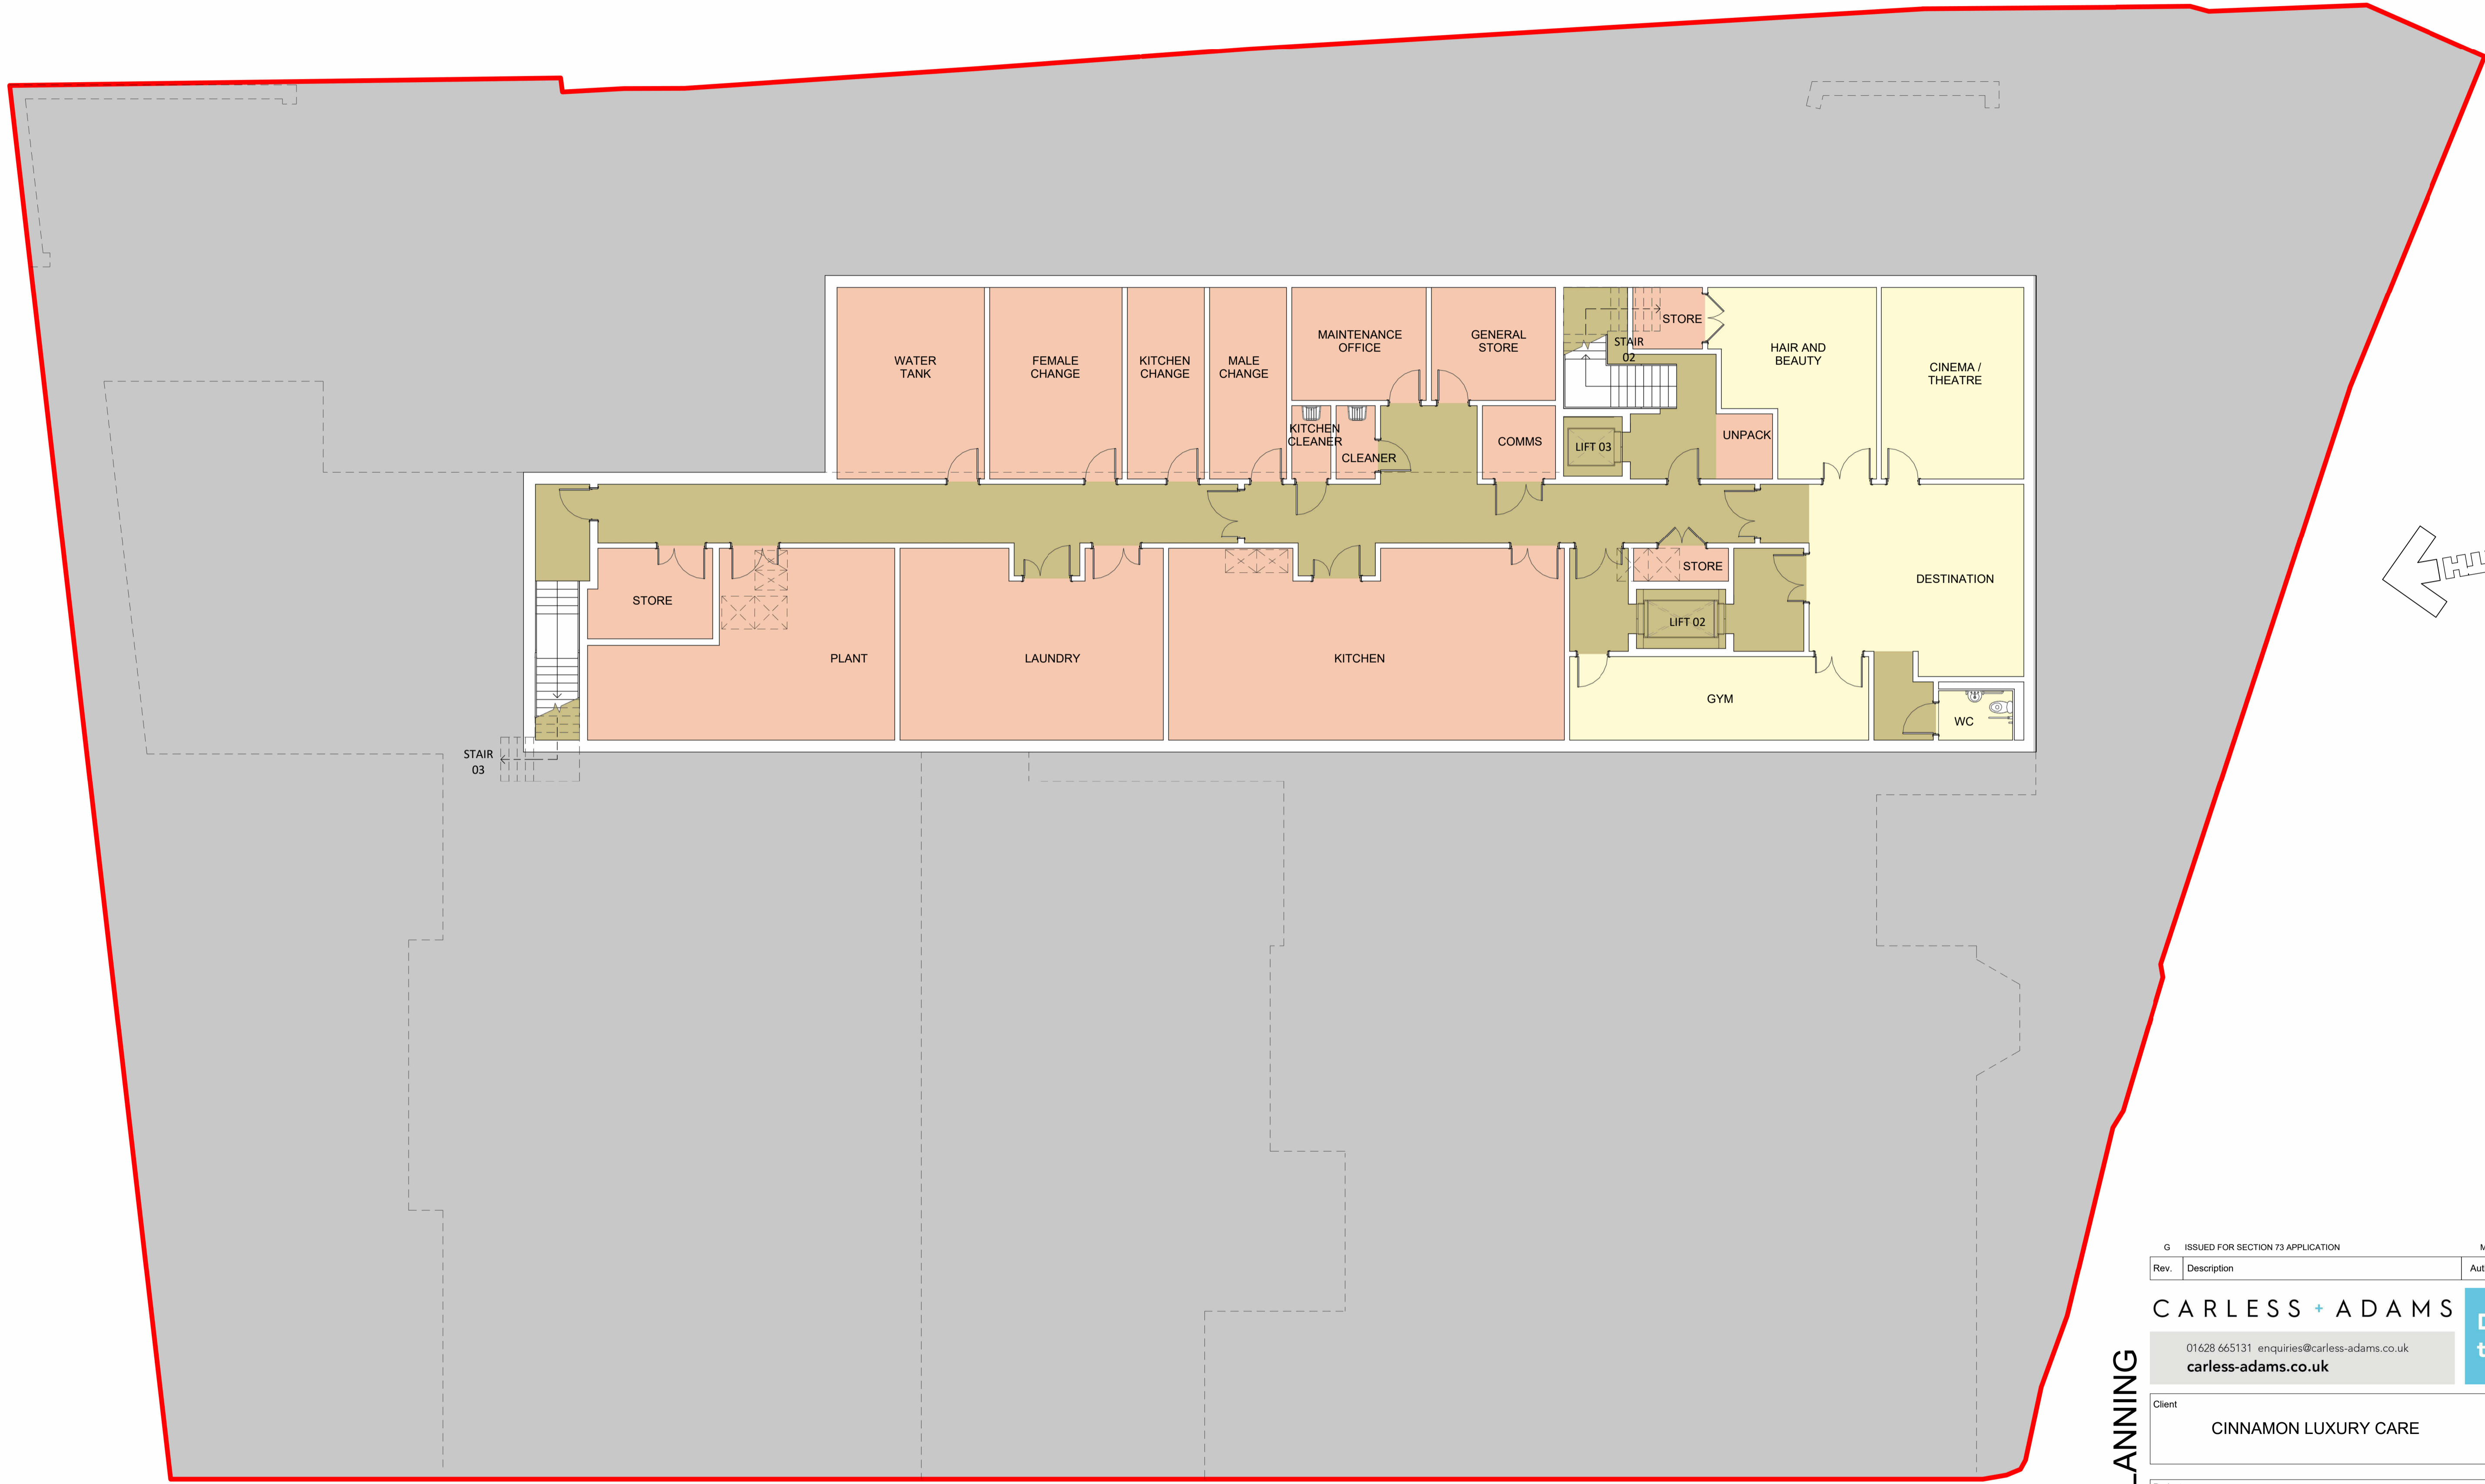 WATER
TANK
FEMALE
CHANGE
KITCHEN
CHANGE
MALE
CHANGE
MAINTENANCE
OFFICE
GENERAL
STORE
STAIR
02
STORE
HAIR AND
BEAUTY
CINEMA /
THEATRE
KITCHEN
CLEANER
CLEANER
COMMS
LIFT 03
UNPACK
STORE
PLANT
LAUNDRY
KITCHEN
STORE
LIFT 02
DESTINATION
GYM
WC
STAIR
03
G ISSUED FOR SECTION 73 APPLICATION
Rev. Description
CARLESS + ADAMS
01628 665131 enquiries@carless-adams.co.uk
carless-adams.co.uk
Client
CINNAMON LUXURY CARE